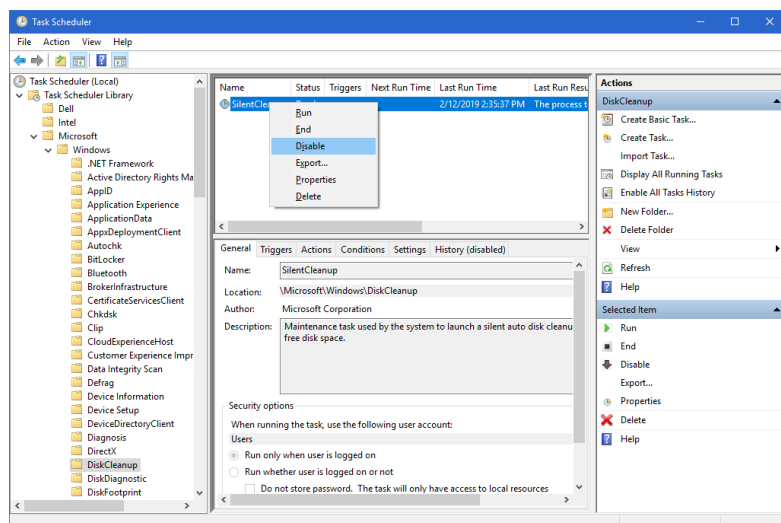 Task Scheduler
File Action View Help
Task Scheduler (Local)
Task Scheduler Library
Dell
Intel
Microsoft
Windows
.NET Framework
Active Directory Rights Ma
AppID
Application Experience
ApplicationData
AppxDeploymentClient
Autochk
BitLocker
Bluetooth
BrokerInfrastructure
CertificateServicesClient
Chkdsk
Clip
CloudExperienceHost
Customer Experience Impr
Data Integrity Scan
Defrag
Device Information
Device Setup
DeviceDirectoryClient
Diagnosis
DirectX
DiskCleanup
DiskDiagnostic
DiskFootprint
Name Status Triggers Next Run Time Last Run Time Last Run Resu
SilentClea 2/12/2019 2:35:37 PM The process t
Run
End
Disable
Export...
Properties
Delete
General Triggers Actions Conditions Settings History (disabled)
Name: SilentCleanup
Location: \Microsoft\Windows\DiskCleanup
Author: Microsoft Corporation
Description: Maintenance task used by the system to launch a silent auto disk cleanu
free disk space.
Security options
When running the task, use the following user account:
Users
Run only when user is logged on
Run whether user is logged on or not
Do not store password. The task will only have access to local resources
Actions
DiskCleanup
Create Basic Task...
Create Task...
Import Task...
Display All Running Tasks
Enable All Tasks History
New Folder...
Delete Folder
View
Refresh
Help
Selected Item
Run
End
Disable
Export...
Properties
Delete
Help